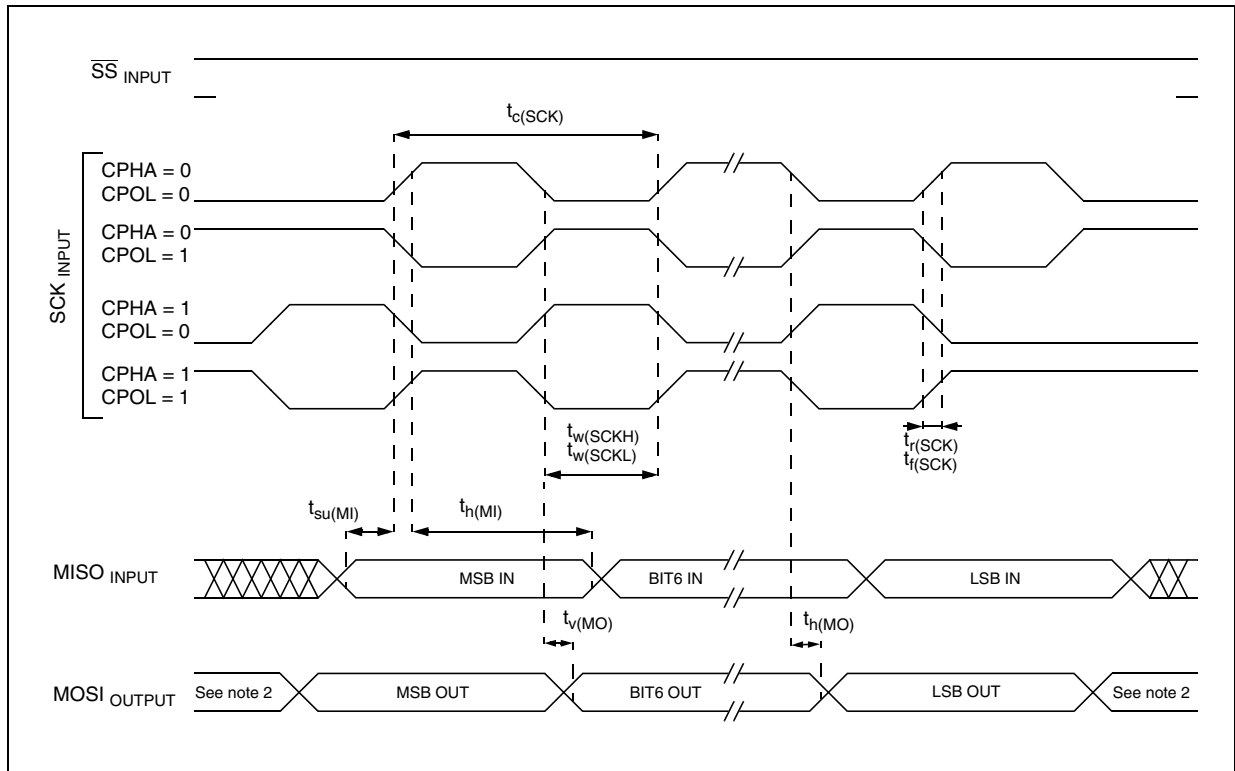 SS INPUT
tc(SCK)
SCK INPUT
CPHA = 0
CPOL = 0
CPHA = 0
CPOL = 1
CPHA = 1
CPOL = 0
CPHA = 1
CPOL = 1
tw(SCKH)
tw(SCKL)
tr(SCK)
tf(SCK)
tsu(MI)
th(MI)
MISO INPUT
MSB IN
BIT6 IN
LSB IN
tv(MO)
th(MO)
MOSI OUTPUT
See note 2
MSB OUT
BIT6 OUT
LSB OUT
See note 2